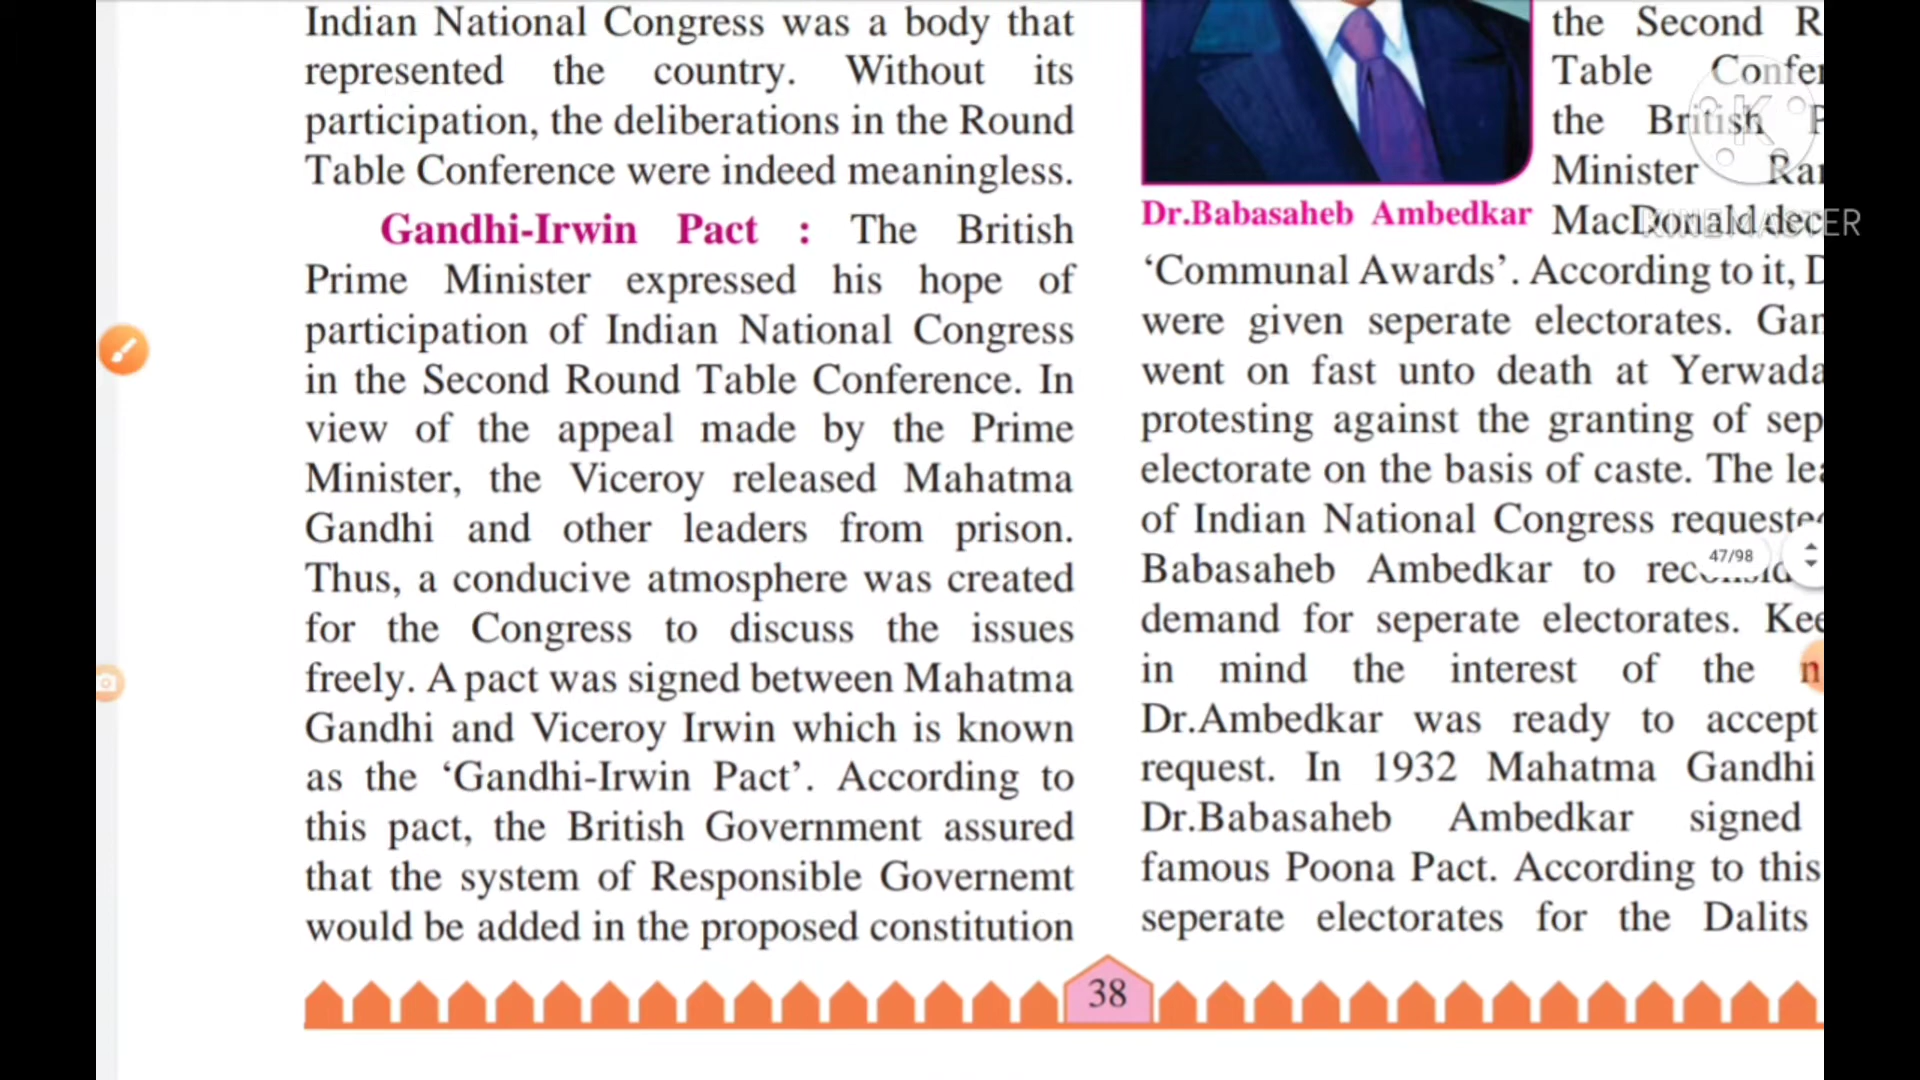 Indian National Congress was a body that
represented the country. Without its
participation, the deliberations in the Round
Table Conference were indeed meaningless.
Gandhi-Irwin Pact : The British
Prime Minister expressed his hope of
participation of Indian National Congress
in the Second Round Table Conference. In
view of the appeal made by the Prime
Minister, the Viceroy released Mahatma
Gandhi and other leaders from prison.
Thus, a conducive atmosphere was created
for the Congress to discuss the issues
freely. A pact was signed between Mahatma
Gandhi and Viceroy Irwin which is known
as the ‘Gandhi-Irwin Pact’. According to
this pact, the British Government assured
that the system of Responsible Governemt
would be added in the proposed constitution
Dr.Babasaheb Ambedkar
the Second
Table
the British
Minister
MacDonald
‘Communal Awards’. According to it,
were given seperate electorates.
went on fast unto death at Yerwada
protesting against the granting of
electorate on the basis of caste. The
of Indian National Congress
Babasaheb Ambedkar to
demand for seperate electorates.
in mind the interest of the
Dr.Ambedkar was ready to accept
request. In 1932 Mahatma Gandhi
Dr.Babasaheb Ambedkar signed
famous Poona Pact. According to this
seperate electorates for the Dalits
38
47/98
KINEMASTER